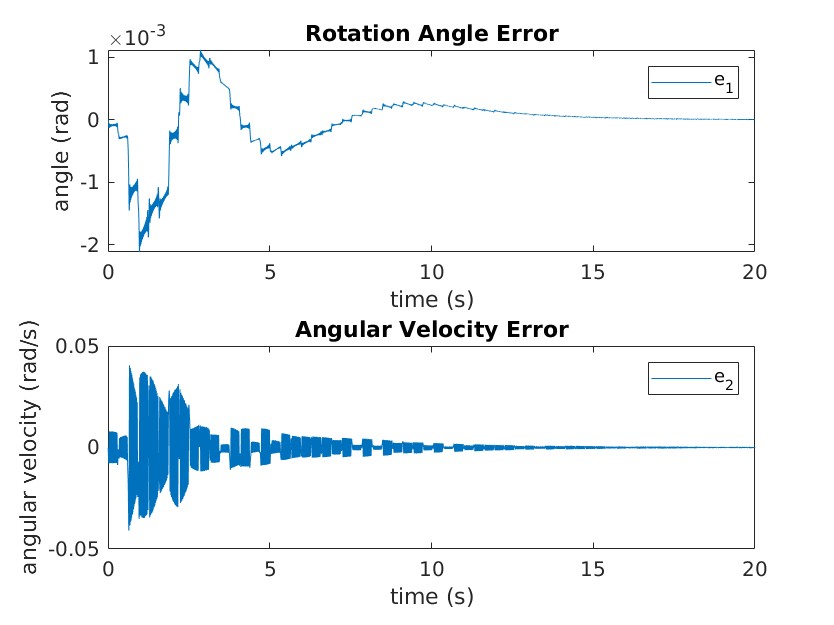 Rotation Angle Error
×10⁻³
1
0
-1
-2
angle (rad)
e₁
0 5 10 15 20
time (s)
Angular Velocity Error
0.05
0
-0.05
angular velocity (rad/s)
e₂
0 5 10 15 20
time (s)